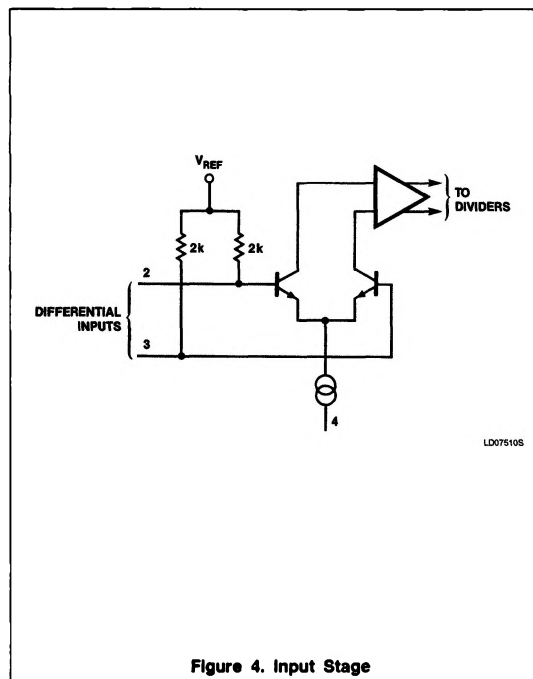 VREF
2k
2k
TO
DIVIDERS
2
DIFFERENTIAL
INPUTS
3
4
LD07510S
Figure 4. Input Stage